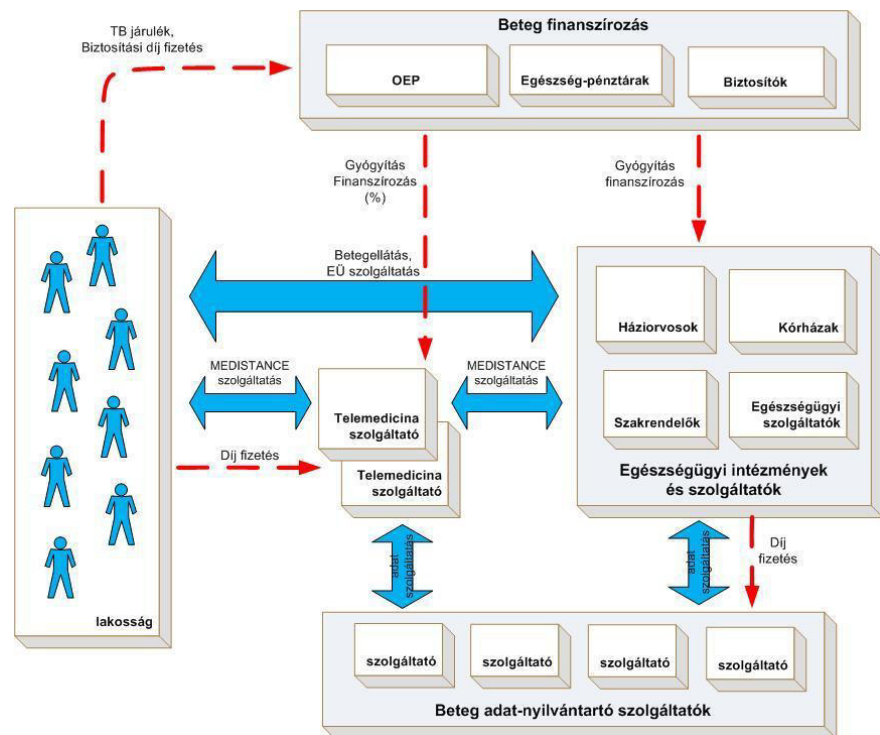 Beteg finanszírozás
TB járulék,
Biztosítási díj fizetés
OEP
Egészség-pénztárak
Biztosítók
Gyógyítás
Finanszírozás
(%)
Gyógyítás
finanszírozás
Betegellátás,
EÜ szolgáltatás
Háziorvosok
Kórházak
MEDISTANCE
szolgáltatás
MEDISTANCE
szolgáltatás
Telemedicina
szolgáltató
Telemedicina
szolgáltató
Szakrendelők
Egészségügyi
szolgáltatók
Díj fizetés
Egészségügyi intézmények
és szolgáltatók
adat
szolgáltatás
adat
szolgáltatás
Díj
fizetés
lakosság
szolgáltató
szolgáltató
szolgáltató
szolgáltató
Beteg adat-nyilvántartó szolgáltatók